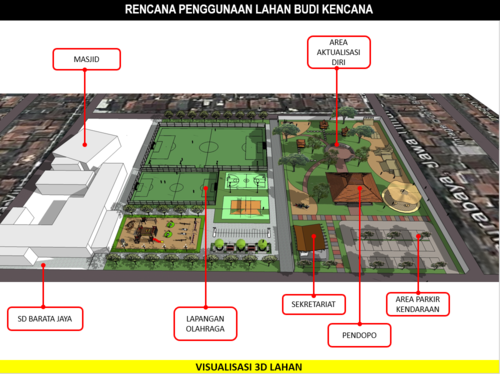 RENCANA PENGGUNAAN LAHAN BUDI KENCANA
MASJID
AREA
AKTUALISASI
DIRI
SD BARATA JAYA
LAPANGAN
OLAHRAGA
SEKRETARIAT
PENDOPO
AREA PARKIR
KENDARAAN
VISUALISASI 3D LAHAN